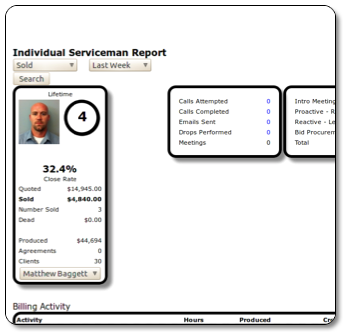 Individual Serviceman Report
Sold Last Week
Search
Lifetime
4
32.4%
Close Rate
Quoted $14,945.00
Sold $4,840.00
Number Sold 3
Dead $0.00
Produced $44,694
Agreements 0
Clients 30
Matthew Baggett
Calls Attempted 0
Calls Completed 0
Emails Sent 0
Drops Performed 0
Meetings 0
Intro Meeting
Proactive - R
Reactive - Le
Bid Procurem
Total
Billing Activity
Activity Hours Produced Cre